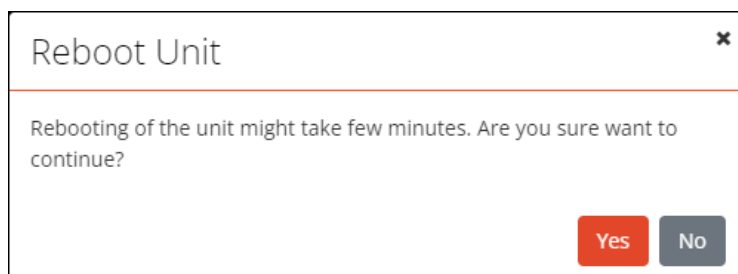 Reboot Unit
Rebooting of the unit might take few minutes. Are you sure want to
continue?
Yes No